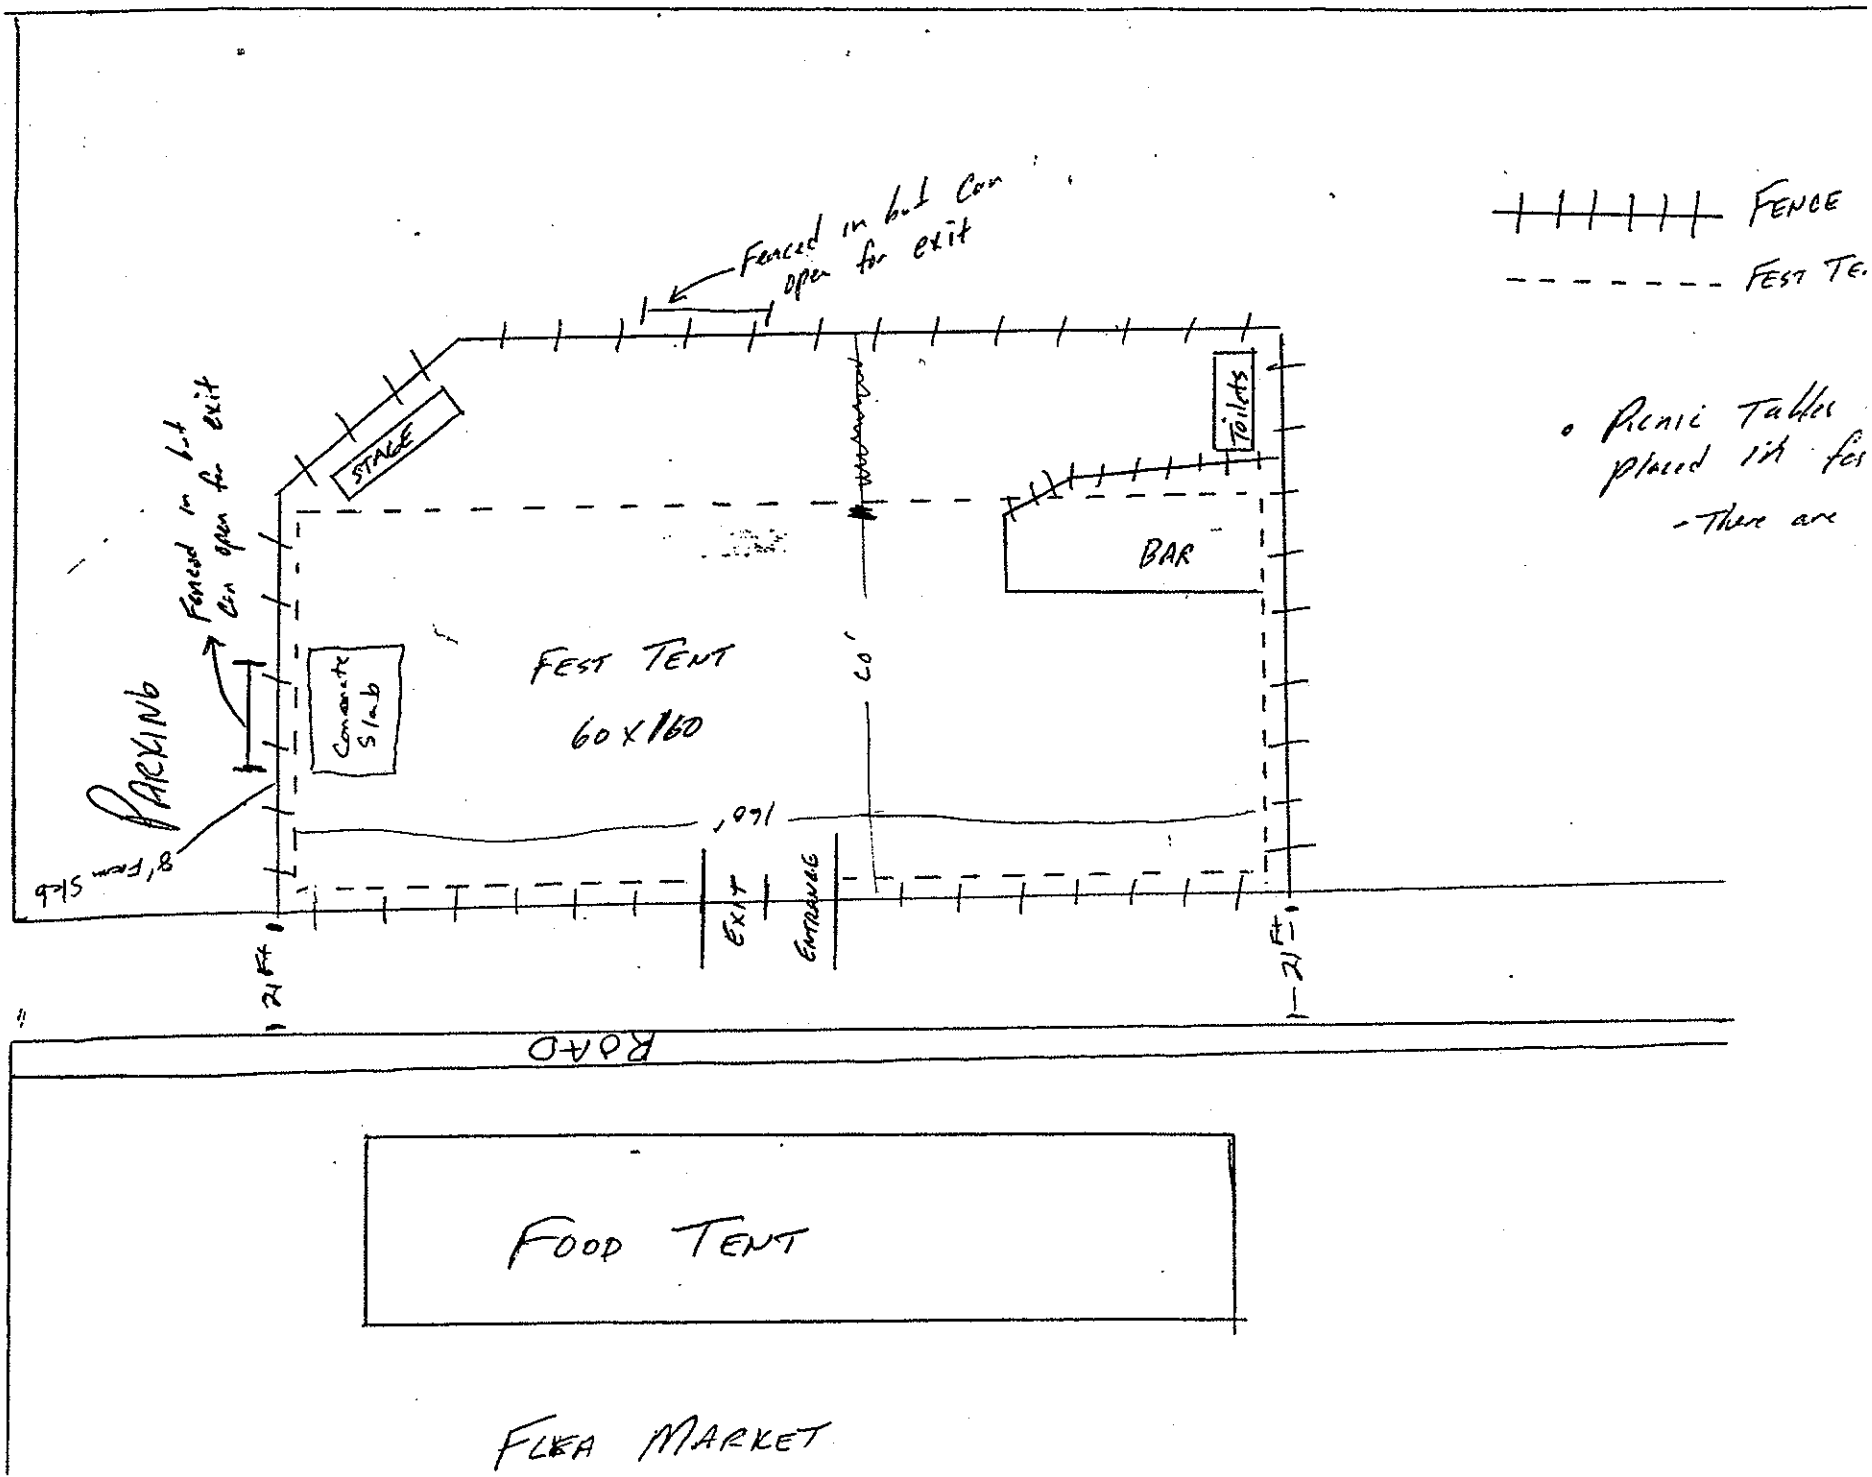 Fenced in but Can
open for exit
FENCE
FEST TE
Fenced in but
Can open for exit
STAGE
Toilets
• Picnic Tables
placed in fes
- There are
BAR
FEST TENT
60 x 160
60'
Concrete
Slab
PARKING
8' From
Slab
160'
EXIT
ENTRANCE
21 Ft
21 Ft
ROAD
FOOD TENT
FLEA MARKET